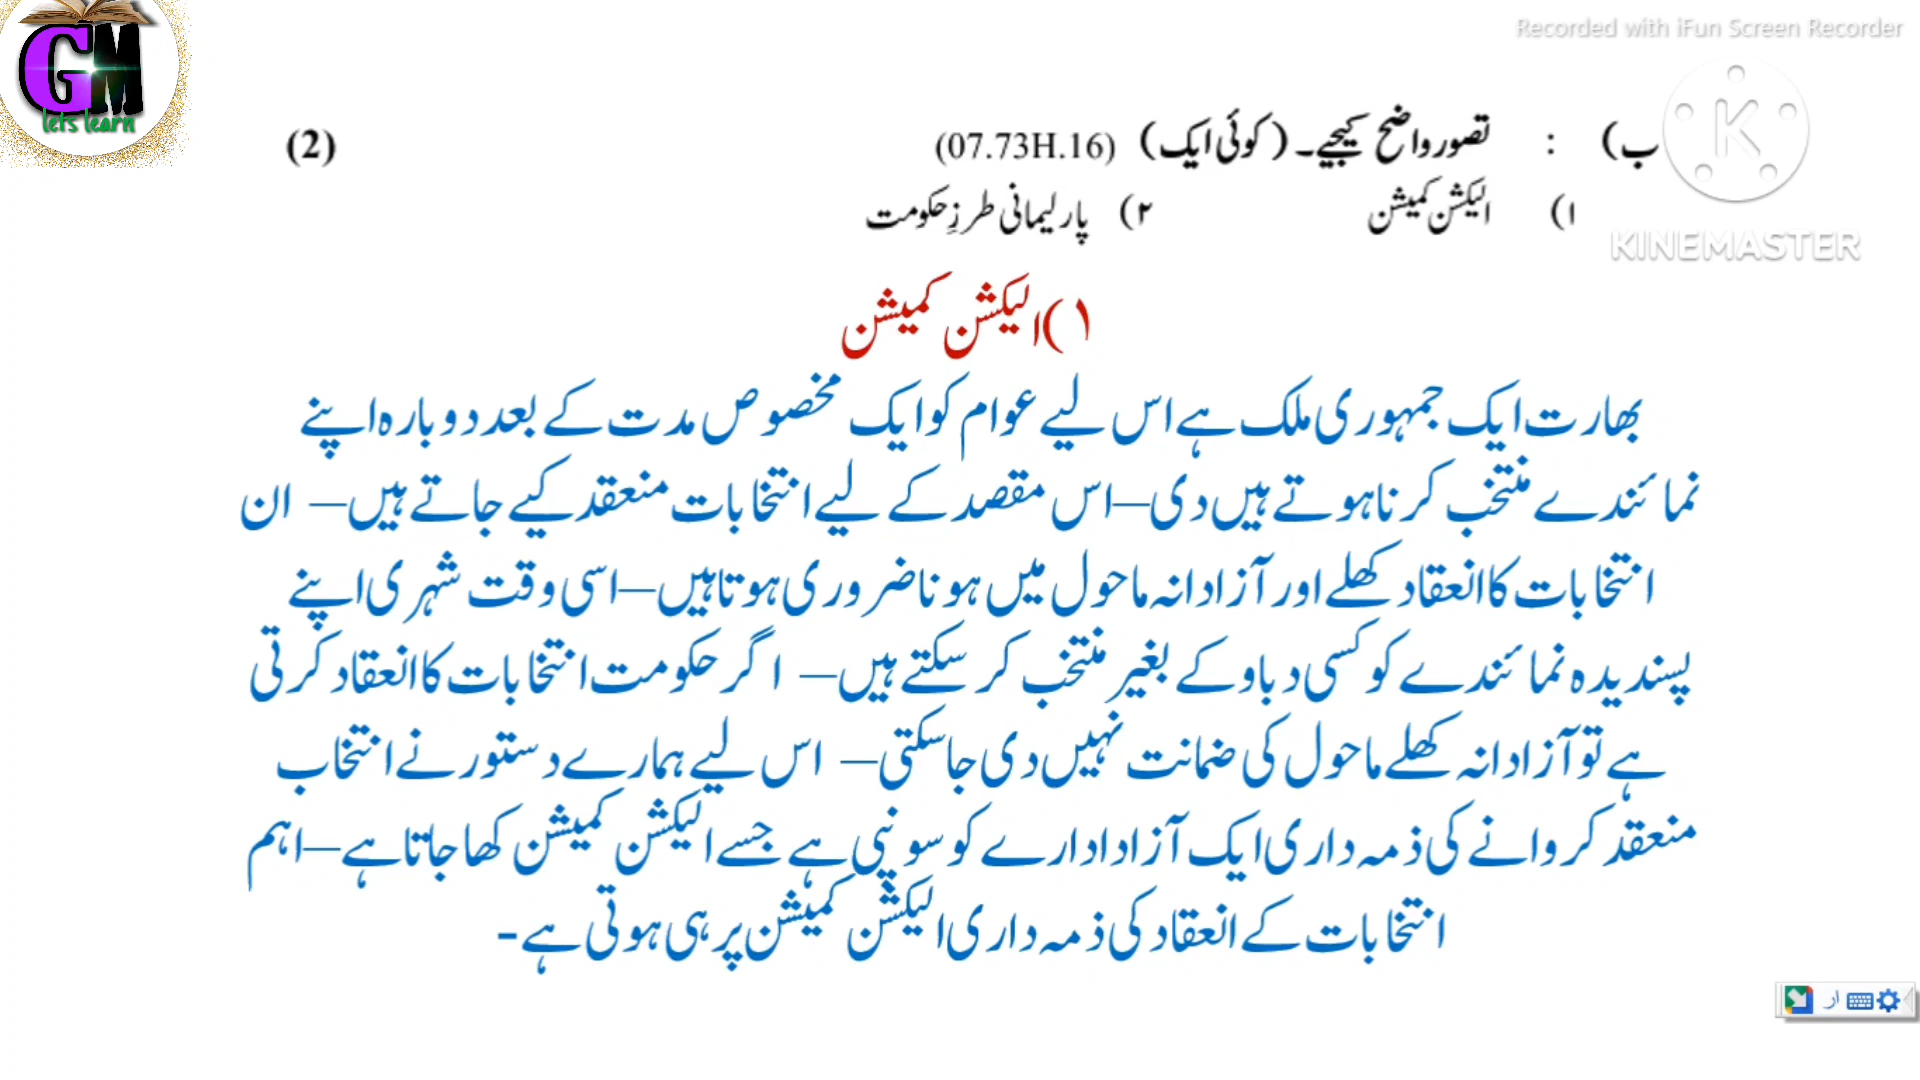 GM
lets learn
Recorded with iFun Screen Recorder
K
KINEMASTER
ب) : تصور واضح کیجیے۔ (کوئی ایک) (07.73H.16) (2)
۱) الیکشن کمیشن ۲) پارلیمانی طرزِ حکومت
۱)الیکشن کمیشن
بھارت ایک جمہوری ملک ہے اس لیے عوام کو ایک مخصوص مدت کے بعد دوبارہ اپنے
نمائندے منتخب کرنا ہوتے ہیں دی–اس مقصد کے لیے انتخابات منعقد کیے جاتے ہیں– ان
انتخابات کا انعقاد کھلے اور آزادانہ ماحول میں ہونا ضروری ہوتا ہیں–اسی وقت شہری اپنے
پسندیدہ نمائندے کو کسی دباو کے بغیر منتخب کر سکتے ہیں– اگر حکومت انتخابات کا انعقاد کرتی
ہے تو آزادانہ کھلے ماحول کی ضمانت نہیں دی جاسکتی– اس لیے ہمارے دستور نے انتخاب
منعقد کروانے کی ذمہ داری ایک آزاد ادارے کو سونپی ہے جسے الیکشن کمیشن کھا جاتا ہے–اہم
انتخابات کے انعقاد کی ذمہ داری الیکشن کمیشن پر ہی ہوتی ہے-
ار